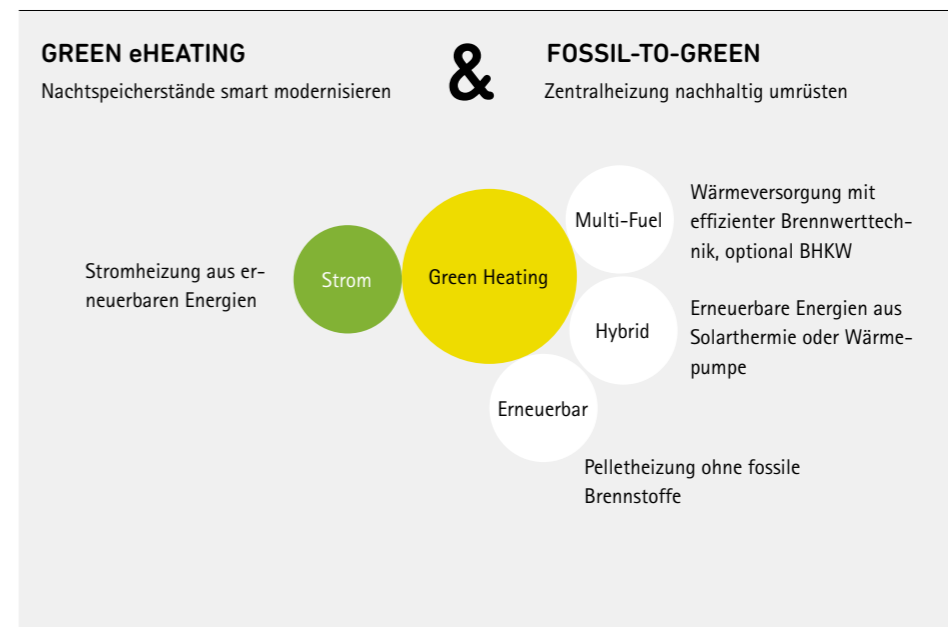 GREEN eHEATING
Nachtspeicherstände smart modernisieren
&
FOSSIL-TO-GREEN
Zentralheizung nachhaltig umrüsten
Stromheizung aus er-
neuerbaren Energien
Strom
Green Heating
Multi-Fuel
Wärmeversorgung mit
effizienter Brennwerttech-
nik, optional BHKW
Hybrid
Erneuerbare Energien aus
Solarthermie oder Wärme-
pumpe
Erneuerbar
Pelletheizung ohne fossile
Brennstoffe